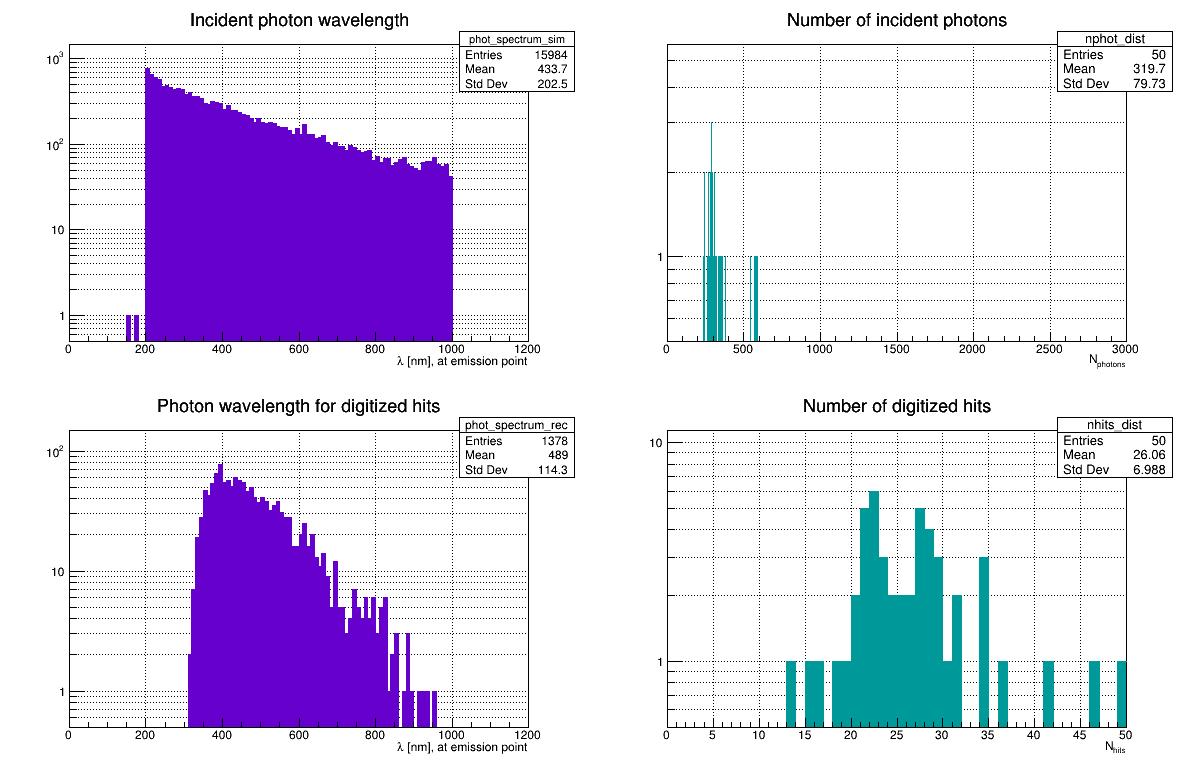 Incident photon wavelength
phot_spectrum_sim
Entries 15984
Mean 433.7
Std Dev 202.5
10³
10²
10
1
0 200 400 600 800 1000 1200
λ [nm], at emission point
Number of incident photons
nphot_dist
Entries 50
Mean 319.7
Std Dev 79.73
1
0 500 1000 1500 2000 2500 3000
N_photons
Photon wavelength for digitized hits
phot_spectrum_rec
Entries 1378
Mean 489
Std Dev 114.3
10²
10
1
0 200 400 600 800 1000 1200
λ [nm], at emission point
Number of digitized hits
nhits_dist
Entries 50
Mean 26.06
Std Dev 6.988
10
1
0 5 10 15 20 25 30 35 40 45 50
N_hits